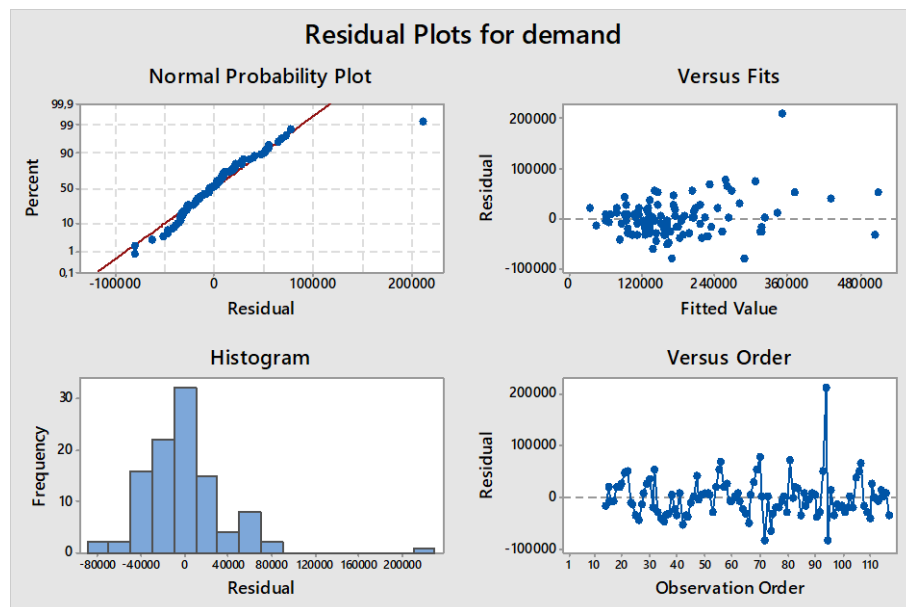 Residual Plots for demand
Normal Probability Plot
99,9
99
90
50
10
1
0,1
Percent
-100000 0 100000 200000
Residual
Versus Fits
200000
100000
0
-100000
Residual
0 120000 240000 360000 480000
Fitted Value
Histogram
30
20
10
0
Frequency
-80000 -40000 0 40000 80000 120000 160000 200000
Residual
Versus Order
200000
100000
0
-100000
Residual
1 10 20 30 40 50 60 70 80 90 100 110
Observation Order